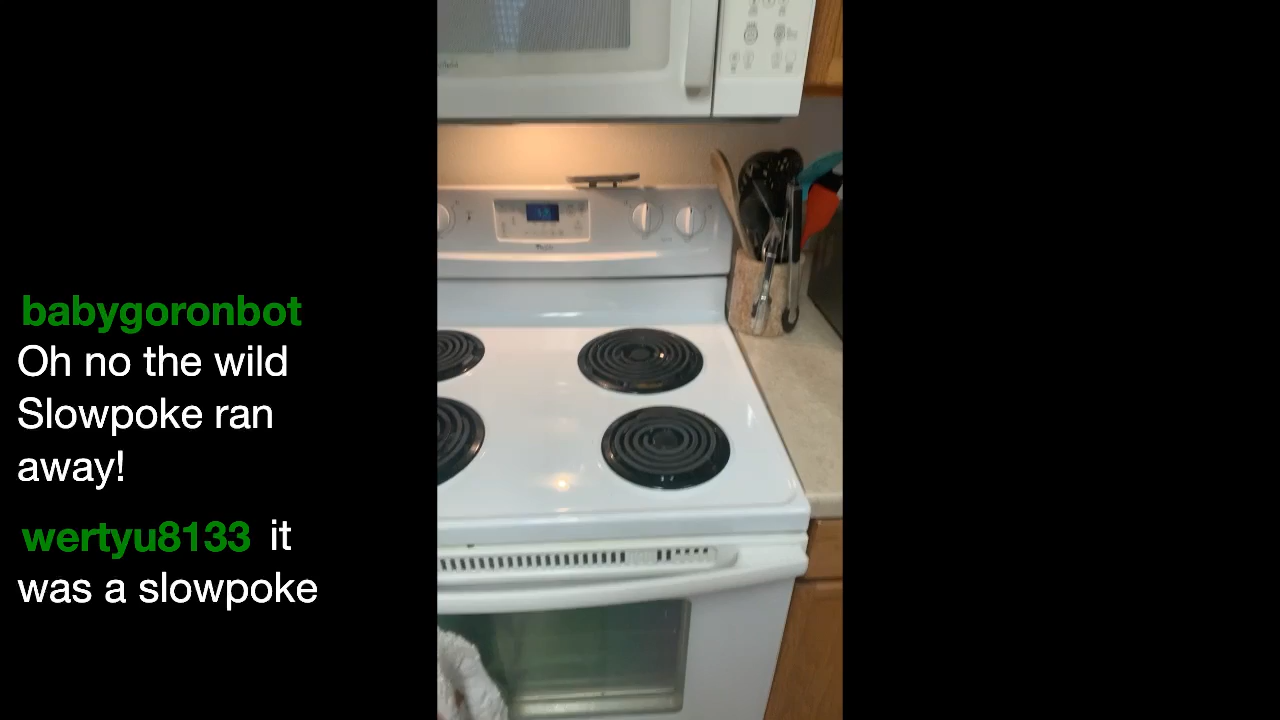 babygoronbot
Oh no the wild
Slowpoke ran
away!
wertyu8133 it
was a slowpoke